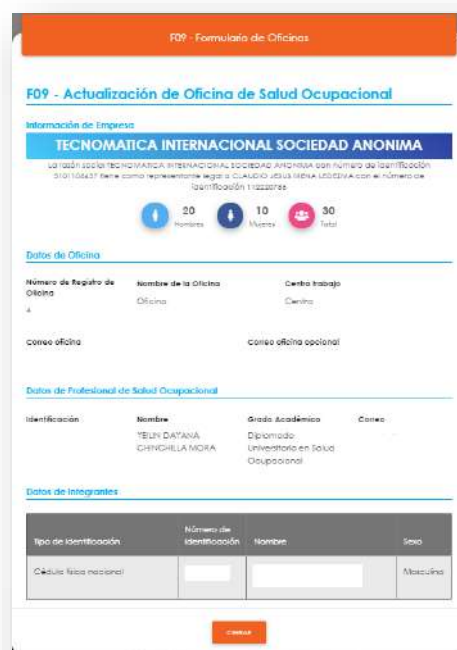 F09 - Formulario de Oficinas
F09 - Actualización de Oficina de Salud Ocupacional
Información de Empresa
TECNOMATICA INTERNACIONAL SOCIEDAD ANONIMA
La razón social TECNOMATICA INTERNACIONAL SOCIEDAD ANONIMA con número de identificación
tiene como representante legal a CLAUDIO JESUS MENA LEDESMA con el número de
identificación
20 10 30
Hombres Mujeres Total
Datos de Oficina
Número de Registro de Nombre de la Oficina Centro trabajo
Oficina
Oficina Centro
4
Correo oficina Correo oficina opcional
Datos de Profesional de Salud Ocupacional
Identificación Nombre Grado Académico Correo
YEILIN DAYANA Diplomado
CHINCHILLA MORA Universitario en Salud
Ocupacional
Datos de Integrantes
Número de
Tipo de Identificación Identificación Nombre Sexo
Cédula física nacional Masculino
CERRAR